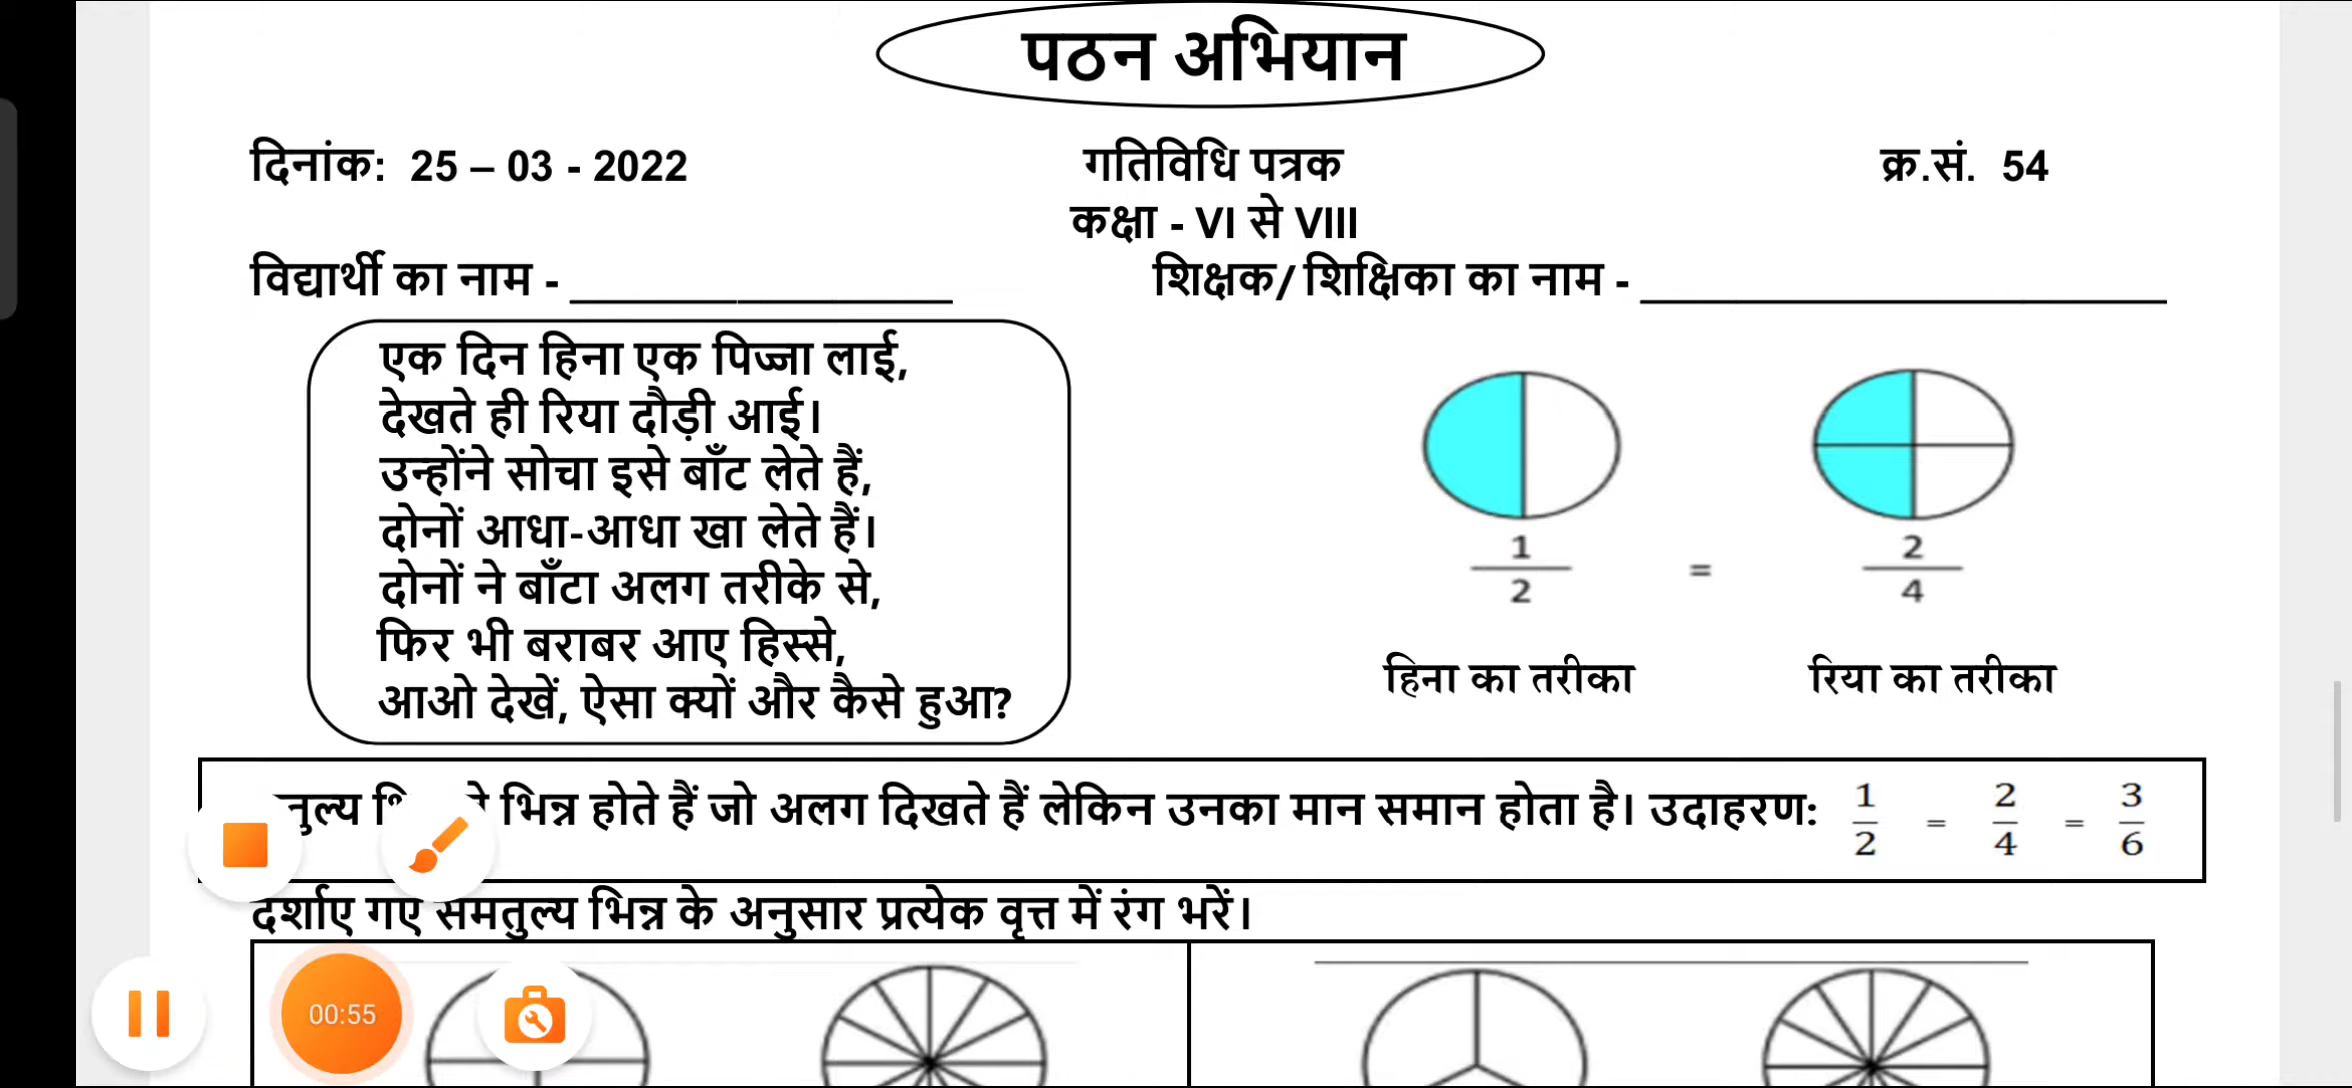 पठन अभियान
दिनांक: 25 – 03 - 2022 गतिविधि पत्रक क्र.सं. 54
कक्षा - VI से VIII
विद्यार्थी का नाम - शिक्षक/ शिक्षिका का नाम -
एक दिन हिना एक पिज्जा लाई,
देखते ही रिया दौड़ी आई।
उन्होंने सोचा इसे बाँट लेते हैं,
दोनों आधा-आधा खा लेते हैं।
दोनों ने बाँटा अलग तरीके से,
फिर भी बराबर आए हिस्से,
आओ देखें, ऐसा क्यों और कैसे हुआ?
1/2 = 2/4
हिना का तरीका रिया का तरीका
भिन्न होते हैं जो अलग दिखते हैं लेकिन उनका मान समान होता है। उदाहरण: 1/2 = 2/4 = 3/6
दर्शाए गए समतुल्य भिन्न के अनुसार प्रत्येक वृत्त में रंग भरें।
00:55